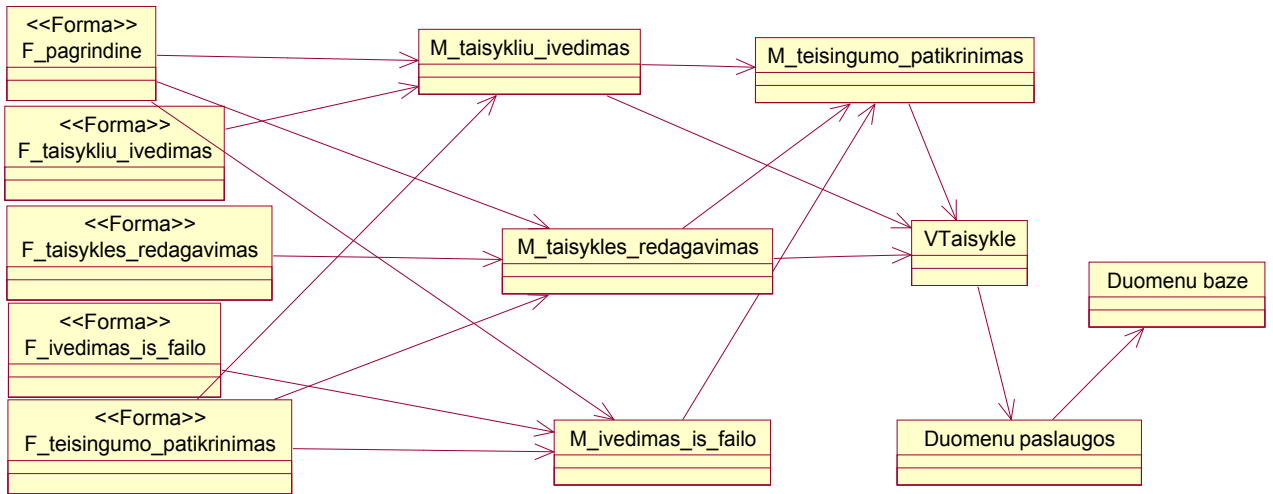 <<Forma>>
F_pagrindine
M_taisykliu_ivedimas
M_teisingumo_patikrinimas
<<Forma>>
F_taisykliu_ivedimas
<<Forma>>
F_taisykles_redagavimas
M_taisykles_redagavimas
VTaisykle
Duomenu baze
<<Forma>>
F_ivedimas_is_failo
<<Forma>>
F_teisingumo_patikrinimas
M_ivedimas_is_failo
Duomenu paslaugos